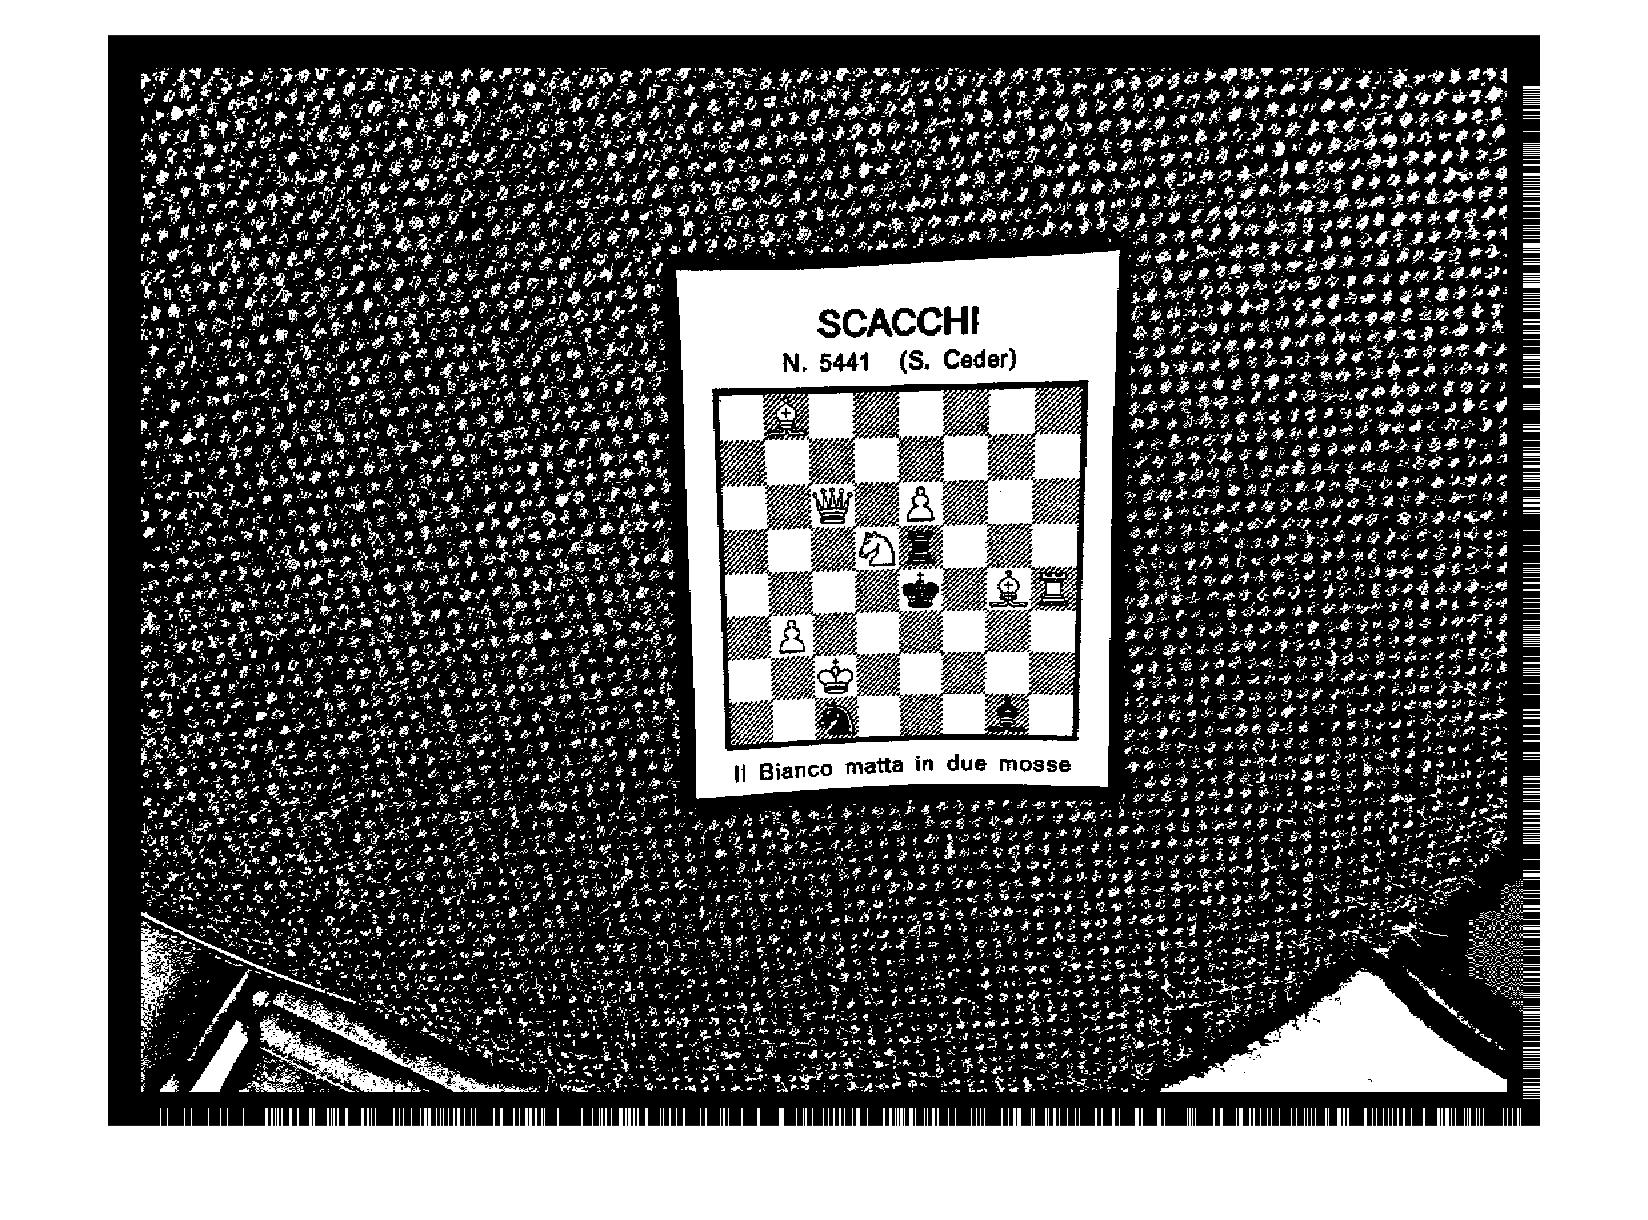 SCACCHI
N. 5441 (S. Ceder)
Il Bianco matta in due mosse